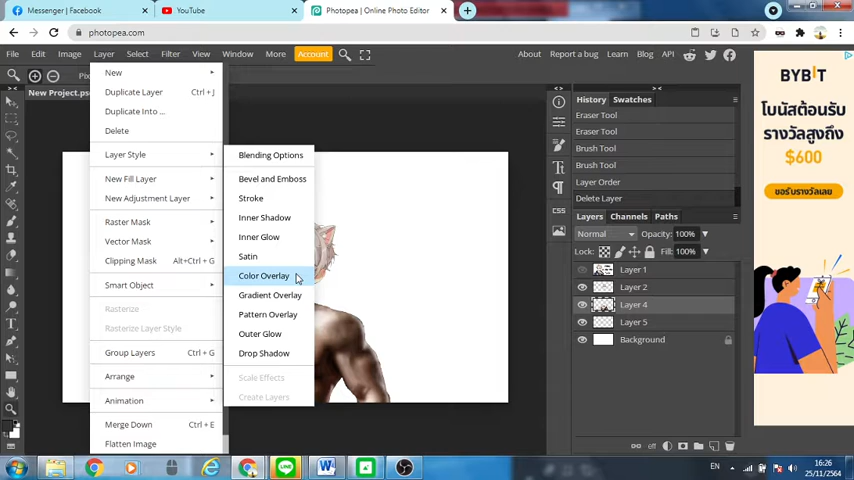 Messenger | Facebook
YouTube
Photopea | Online Photo Editor
photopea.com
File Edit Image Layer Select Filter View Window More Account
About Report a bug Learn Blog API
New Project.ps
New
Duplicate Layer Ctrl + J
Duplicate Into ...
Delete
Layer Style
New Fill Layer
New Adjustment Layer
Raster Mask
Vector Mask
Clipping Mask Alt+Ctrl + G
Smart Object
Rasterize
Rasterize Layer Style
Group Layers Ctrl + G
Arrange
Animation
Merge Down Ctrl + E
Flatten Image
Blending Options
Bevel and Emboss
Stroke
Inner Shadow
Inner Glow
Satin
Color Overlay
Gradient Overlay
Pattern Overlay
Outer Glow
Drop Shadow
Scale Effects
Create Layers
History Swatches
Eraser Tool
Eraser Tool
Brush Tool
Brush Tool
Layer Order
Delete Layer
Layers Channels Paths
Normal Opacity: 100%
Lock: Fill: 100%
Layer 1
Layer 2
Layer 4
Layer 5
Background
CSS
BYBIT
โบนัสต้อนรับ
รางวัลสูงถึง
$600
ขอรับรางวัลเลย
EN
16:26
25/11/2564